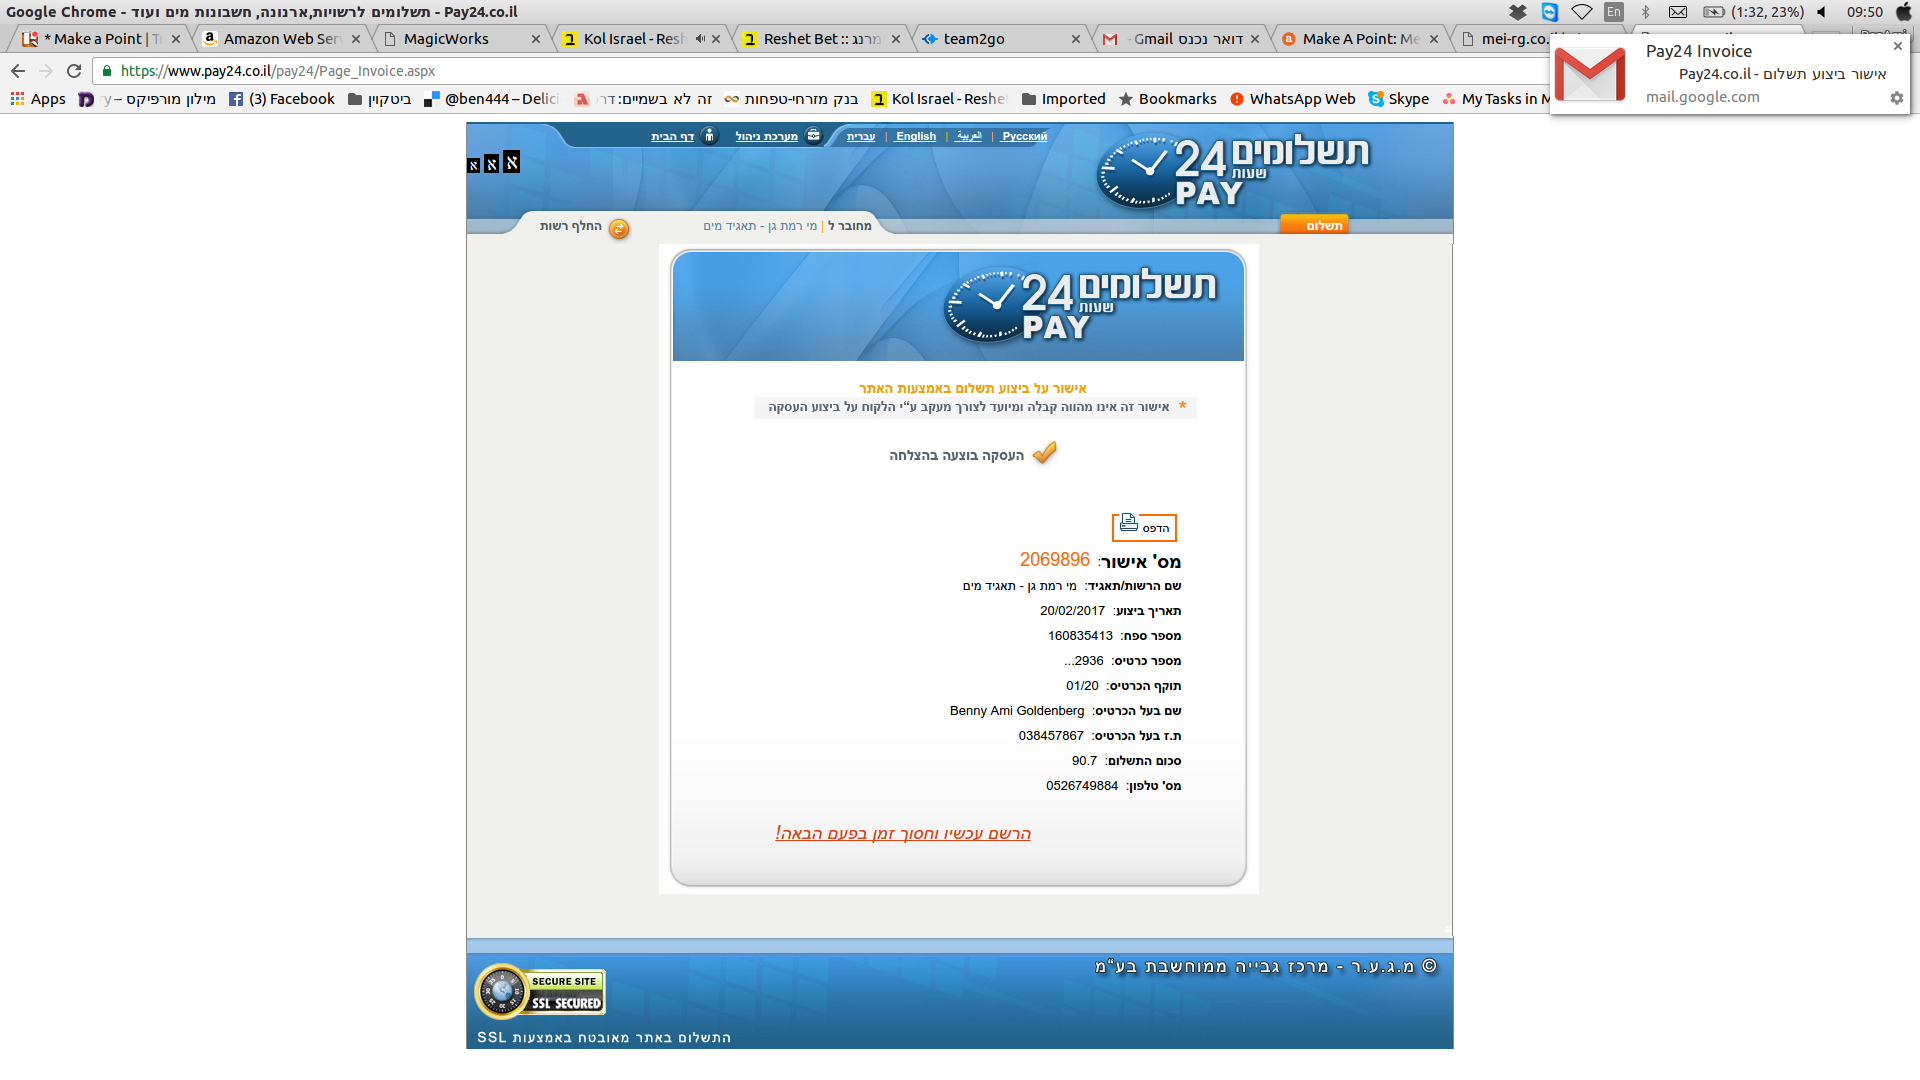 Google Chrome - תשלומים לרשויות,ארנונה, חשבונות מים ועוד - Pay24.co.il
En
(1:32, 23%)
09:50
* Make a Point |
Amazon Web Ser
MagicWorks
Kol Israel - Resh
Reshet Bet :: מרנג
team2go
דואר נכנס Gmail -
Make A Point: Me
mei-rg.co.
Pay24 Invoice
אישור ביצוע תשלום - Pay24.co.il
mail.google.com
https://www.pay24.co.il/pay24/Page_Invoice.aspx
Apps
מילון מורפיקס –
(3) Facebook
ביטקוין
@ben444 – Delici
זה לא בשמיים:
בנק מזרחי-טפחות
Kol Israel - Reshe
Imported
Bookmarks
WhatsApp Web
Skype
My Tasks in
דף הבית
מערכת ניהול
עברית | English | العربية | Русский
א א א
תשלומים 24 שעות PAY
החלף רשות
מחובר ל | מי רמת גן - תאגיד מים
תשלום
תשלומים 24 שעות PAY
אישור על ביצוע תשלום באמצעות האתר
* אישור זה אינו מהווה קבלה ומיועד לצורך מעקב ע"י הלקוח על ביצוע העסקה
העסקה בוצעה בהצלחה
הדפס
מס' אישור: 2069896
שם הרשות/תאגיד: מי רמת גן - תאגיד מים
תאריך ביצוע: 20/02/2017
מספר ספח: 160835413
מספר כרטיס: 2936...
תוקף הכרטיס: 01/20
שם בעל הכרטיס: Benny Ami Goldenberg
ת.ז בעל הכרטיס: 038457867
סכום התשלום: 90.7
מס' טלפון: 0526749884
הרשם עכשיו וחסוך זמן בפעם הבאה!
© מ.ג.ע.ר - מרכז גבייה ממוחשבת בע"מ
SECURE SITE
SSL SECURED
התשלום באתר מאובטח באמצעות SSL